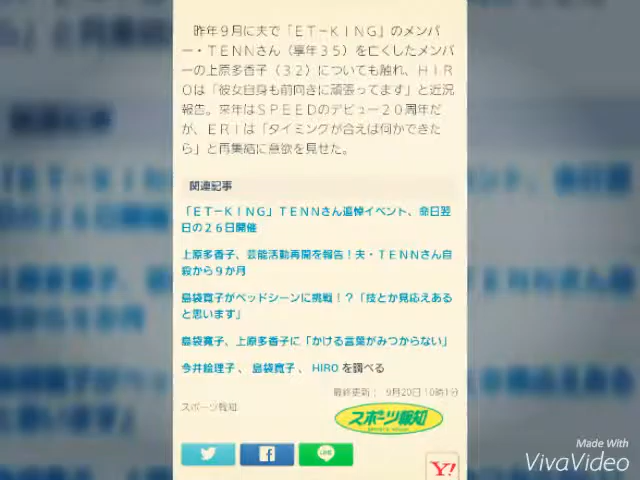 昨年９月に夫で「ＥＴ－ＫＩＮＧ」のメンバ
ー・ＴＥＮＮさん（享年３５）を亡くしたメンバ
ーの上原多香子（３２）についても触れ、ＨＩＲ
Ｏは「彼女自身も前向きに頑張ってます」と近況
報告。来年はＳＰＥＥＤのデビュー２０周年だ
が、ＥＲＩは「タイミングが合えば何かできた
ら」と再集結に意欲を見せた。
関連記事
「ＥＴ－ＫＩＮＧ」ＴＥＮＮさん追悼イベント、命日翌
日の２６日開催
上原多香子、芸能活動再開を報告！夫・ＴＥＮＮさん自
殺から９か月
島袋寛子がベッドシーンに挑戦！？「技とか見応えある
と思います」
島袋寛子、上原多香子に「かける言葉がみつからない」
今井絵理子 、 島袋寛子 、 HIRO を調べる
最終更新： 9月20日 10時1分
スポーツ報知
スポーツ報知
LINE
Y!
Made With
VivaVideo